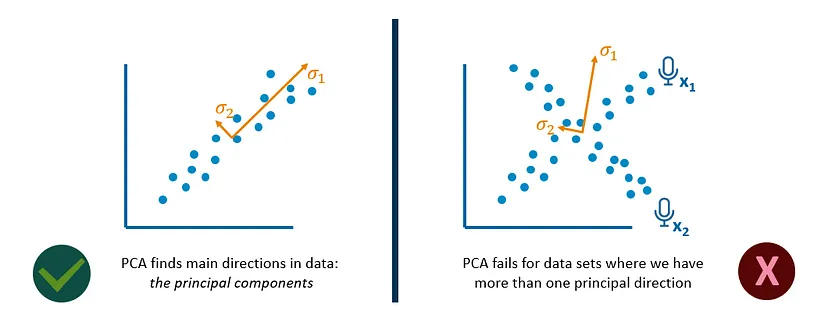 σ1
σ2
PCA finds main directions in data:
the principal components
σ1
x1
σ2
x2
PCA fails for data sets where we have
more than one principal direction
X